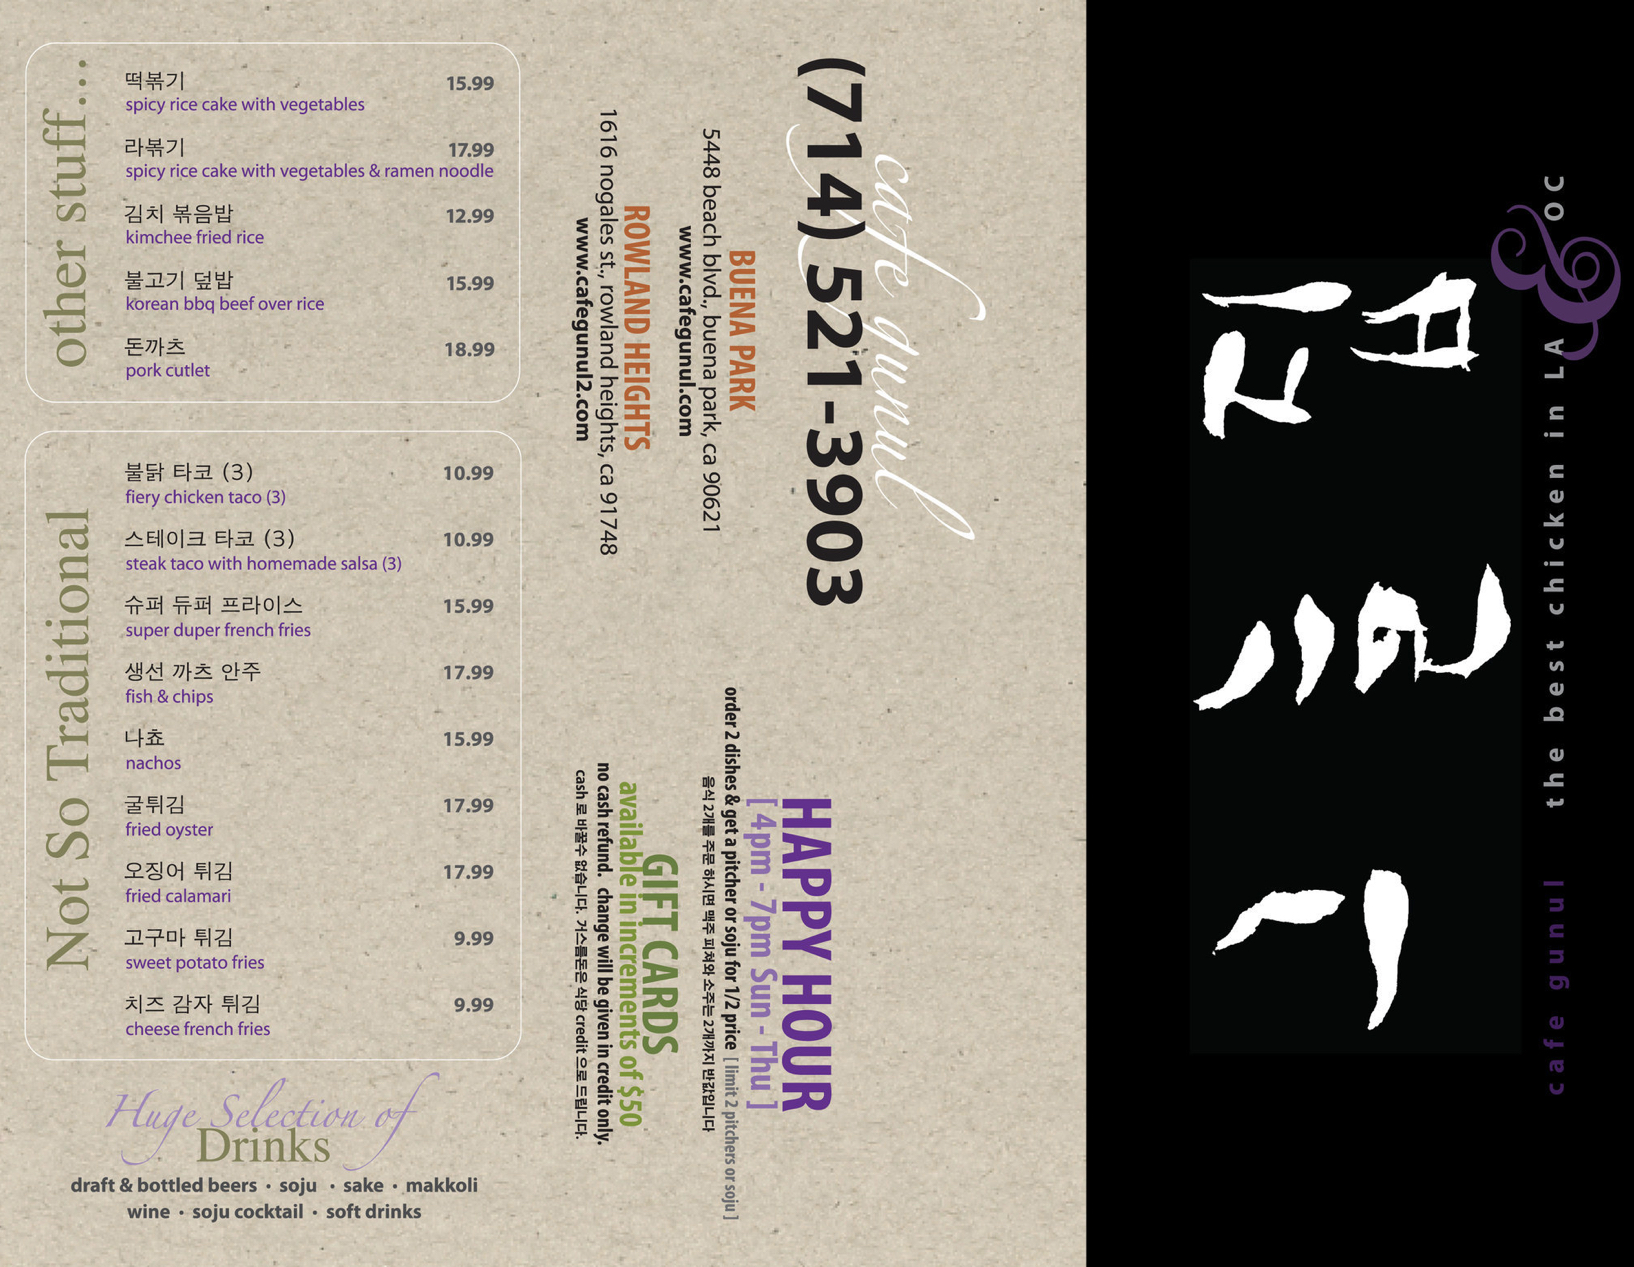 other stuff...
떡볶기 15.99
spicy rice cake with vegetables
라볶기 17.99
spicy rice cake with vegetables & ramen noodle
김치 볶음밥 12.99
kimchee fried rice
불고기 덮밥 15.99
korean bbq beef over rice
돈까츠 18.99
pork cutlet
Not So Traditional
불닭 타코 (3) 10.99
fiery chicken taco (3)
스테이크 타코 (3) 10.99
steak taco with homemade salsa (3)
슈퍼 듀퍼 프라이스 15.99
super duper french fries
생선 까츠 안주 17.99
fish & chips
나쵸 15.99
nachos
굴튀김 17.99
fried oyster
오징어 튀김 17.99
fried calamari
고구마 튀김 9.99
sweet potato fries
치즈 감자 튀김 9.99
cheese french fries
Huge Selection of
Drinks
draft & bottled beers · soju · sake · makkoli
wine · soju cocktail · soft drinks
cafe gunul
(714) 521-3903
BUENA PARK
5448 beach blvd., buena park, ca 90621
www.cafegunul.com
ROWLAND HEIGHTS
1616 nogales st., rowland heights, ca 91748
www.cafegunul2.com
HAPPY HOUR
[ 4pm - 7pm Sun - Thu ]
order 2 dishes & get a pitcher or soju for 1/2 price [ limit 2 pitchers or soju ]
음식 2개를 주문 하시면 맥주 피쳐와 소주는 2개까지 반값입니다
GIFT CARDS
available in increments of $50
no cash refund. change will be given in credit only.
cash 로 바꿀수 없습니다. 거스름돈은 식당 credit 으로 드립니다.
그늘집
cafe gunul the best chicken in LA & OC